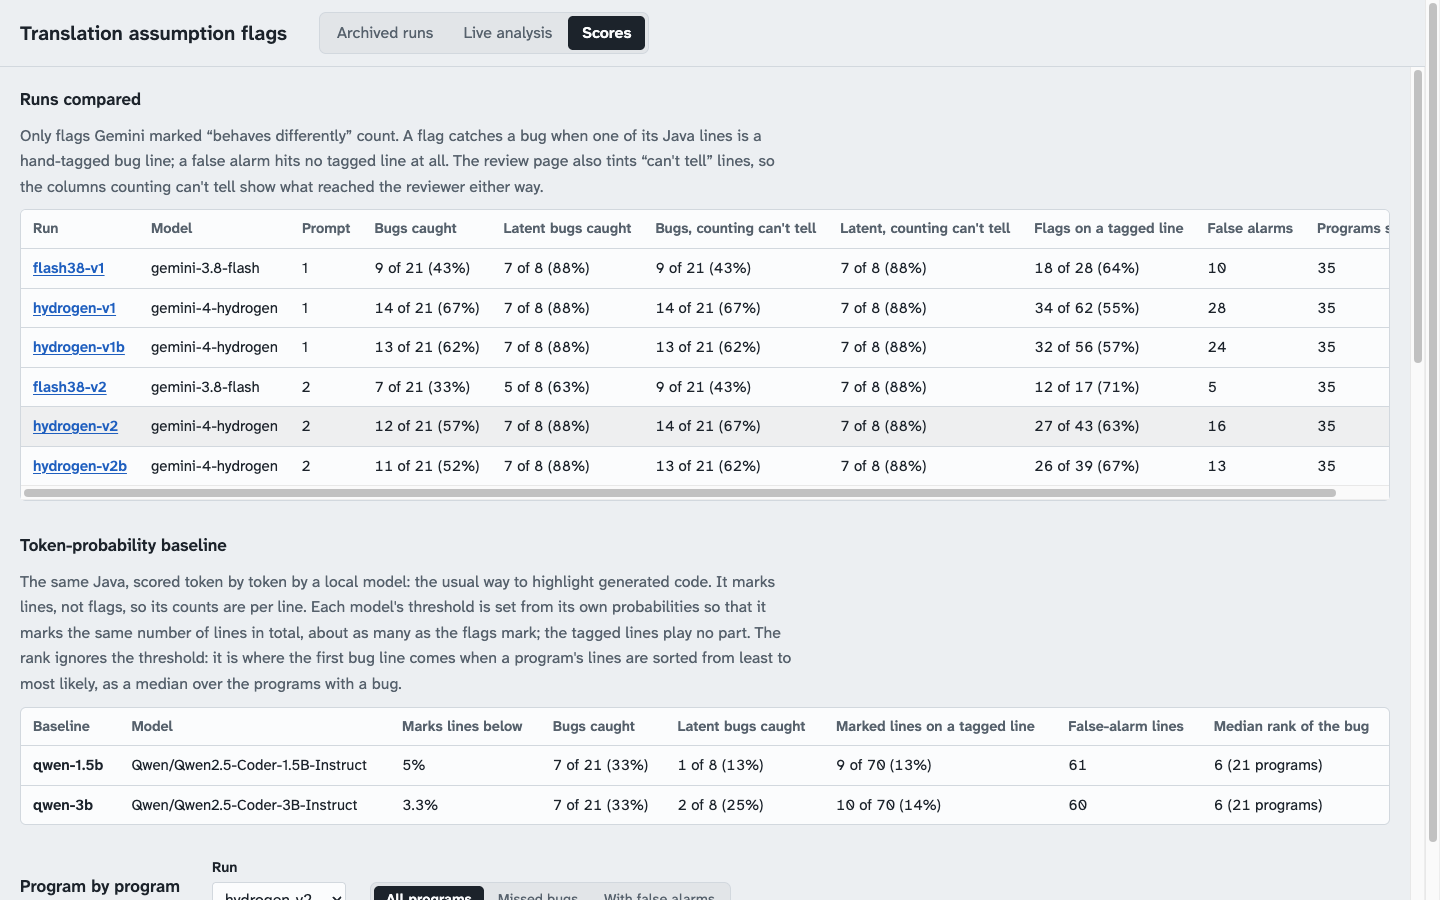 Translation assumption flags Archived runs Live analysis Scores
Runs compared
Only flags Gemini marked “behaves differently” count. A flag catches a bug when one of its Java lines is a
hand-tagged bug line; a false alarm hits no tagged line at all. The review page also tints “can't tell” lines, so
the columns counting can't tell show what reached the reviewer either way.
Run Model Prompt Bugs caught Latent bugs caught Bugs, counting can't tell Latent, counting can't tell Flags on a tagged line False alarms Programs s
flash38-v1 gemini-3.8-flash 1 9 of 21 (43%) 7 of 8 (88%) 9 of 21 (43%) 7 of 8 (88%) 18 of 28 (64%) 10 35
hydrogen-v1 gemini-4-hydrogen 1 14 of 21 (67%) 7 of 8 (88%) 14 of 21 (67%) 7 of 8 (88%) 34 of 62 (55%) 28 35
hydrogen-v1b gemini-4-hydrogen 1 13 of 21 (62%) 7 of 8 (88%) 13 of 21 (62%) 7 of 8 (88%) 32 of 56 (57%) 24 35
flash38-v2 gemini-3.8-flash 2 7 of 21 (33%) 5 of 8 (63%) 9 of 21 (43%) 7 of 8 (88%) 12 of 17 (71%) 5 35
hydrogen-v2 gemini-4-hydrogen 2 12 of 21 (57%) 7 of 8 (88%) 14 of 21 (67%) 7 of 8 (88%) 27 of 43 (63%) 16 35
hydrogen-v2b gemini-4-hydrogen 2 11 of 21 (52%) 7 of 8 (88%) 13 of 21 (62%) 7 of 8 (88%) 26 of 39 (67%) 13 35
Token-probability baseline
The same Java, scored token by token by a local model: the usual way to highlight generated code. It marks
lines, not flags, so its counts are per line. Each model's threshold is set from its own probabilities so that it
marks the same number of lines in total, about as many as the flags mark; the tagged lines play no part. The
rank ignores the threshold: it is where the first bug line comes when a program's lines are sorted from least to
most likely, as a median over the programs with a bug.
Baseline Model Marks lines below Bugs caught Latent bugs caught Marked lines on a tagged line False-alarm lines Median rank of the bug
qwen-1.5b Qwen/Qwen2.5-Coder-1.5B-Instruct 5% 7 of 21 (33%) 1 of 8 (13%) 9 of 70 (13%) 61 6 (21 programs)
qwen-3b Qwen/Qwen2.5-Coder-3B-Instruct 3.3% 7 of 21 (33%) 2 of 8 (25%) 10 of 70 (14%) 60 6 (21 programs)
Run
Program by program hydrogen-v2 All programs Missed bugs With false alarms